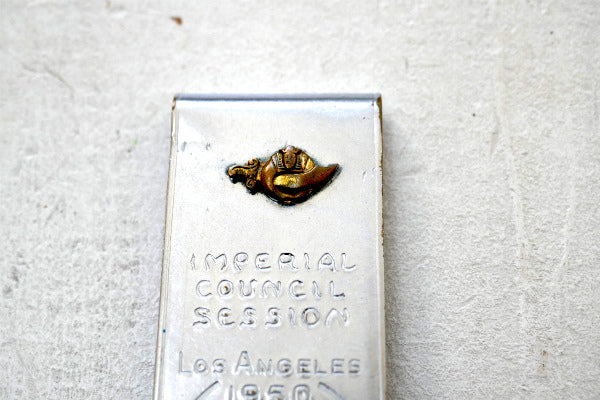 IMPERIAL
COUNCIL
SESSION
LOS ANGELES
1950